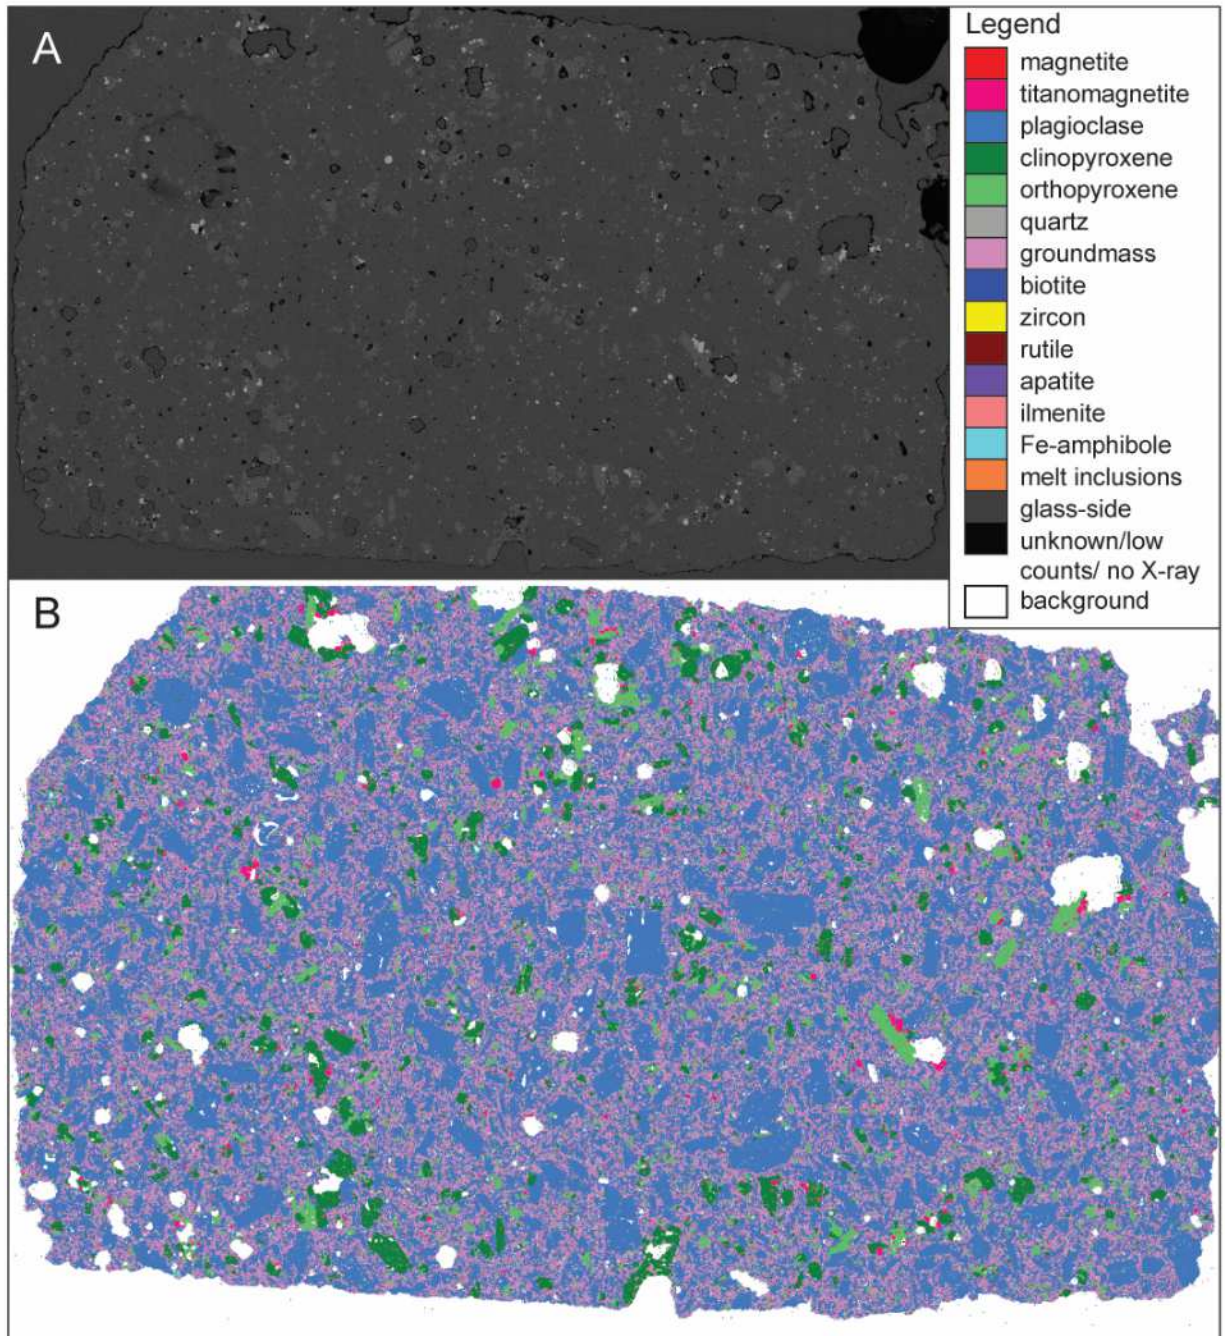 A
Legend
magnetite
titanomagnetite
plagioclase
clinopyroxene
orthopyroxene
quartz
groundmass
biotite
zircon
rutile
apatite
ilmenite
Fe-amphibole
melt inclusions
glass-side
unknown/low
counts/ no X-ray
background
B